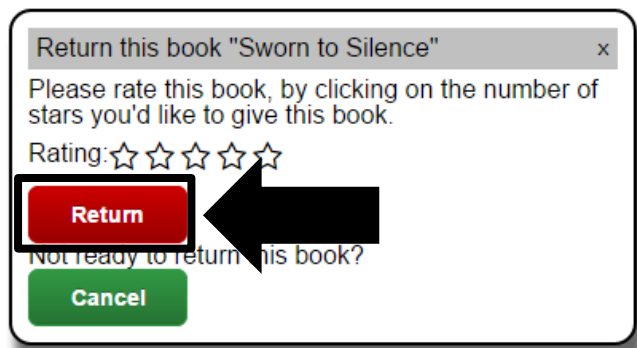 Return this book "Sworn to Silence" x
Please rate this book, by clicking on the number of
stars you'd like to give this book.
Rating:
Return
Not ready to return this book?
Cancel